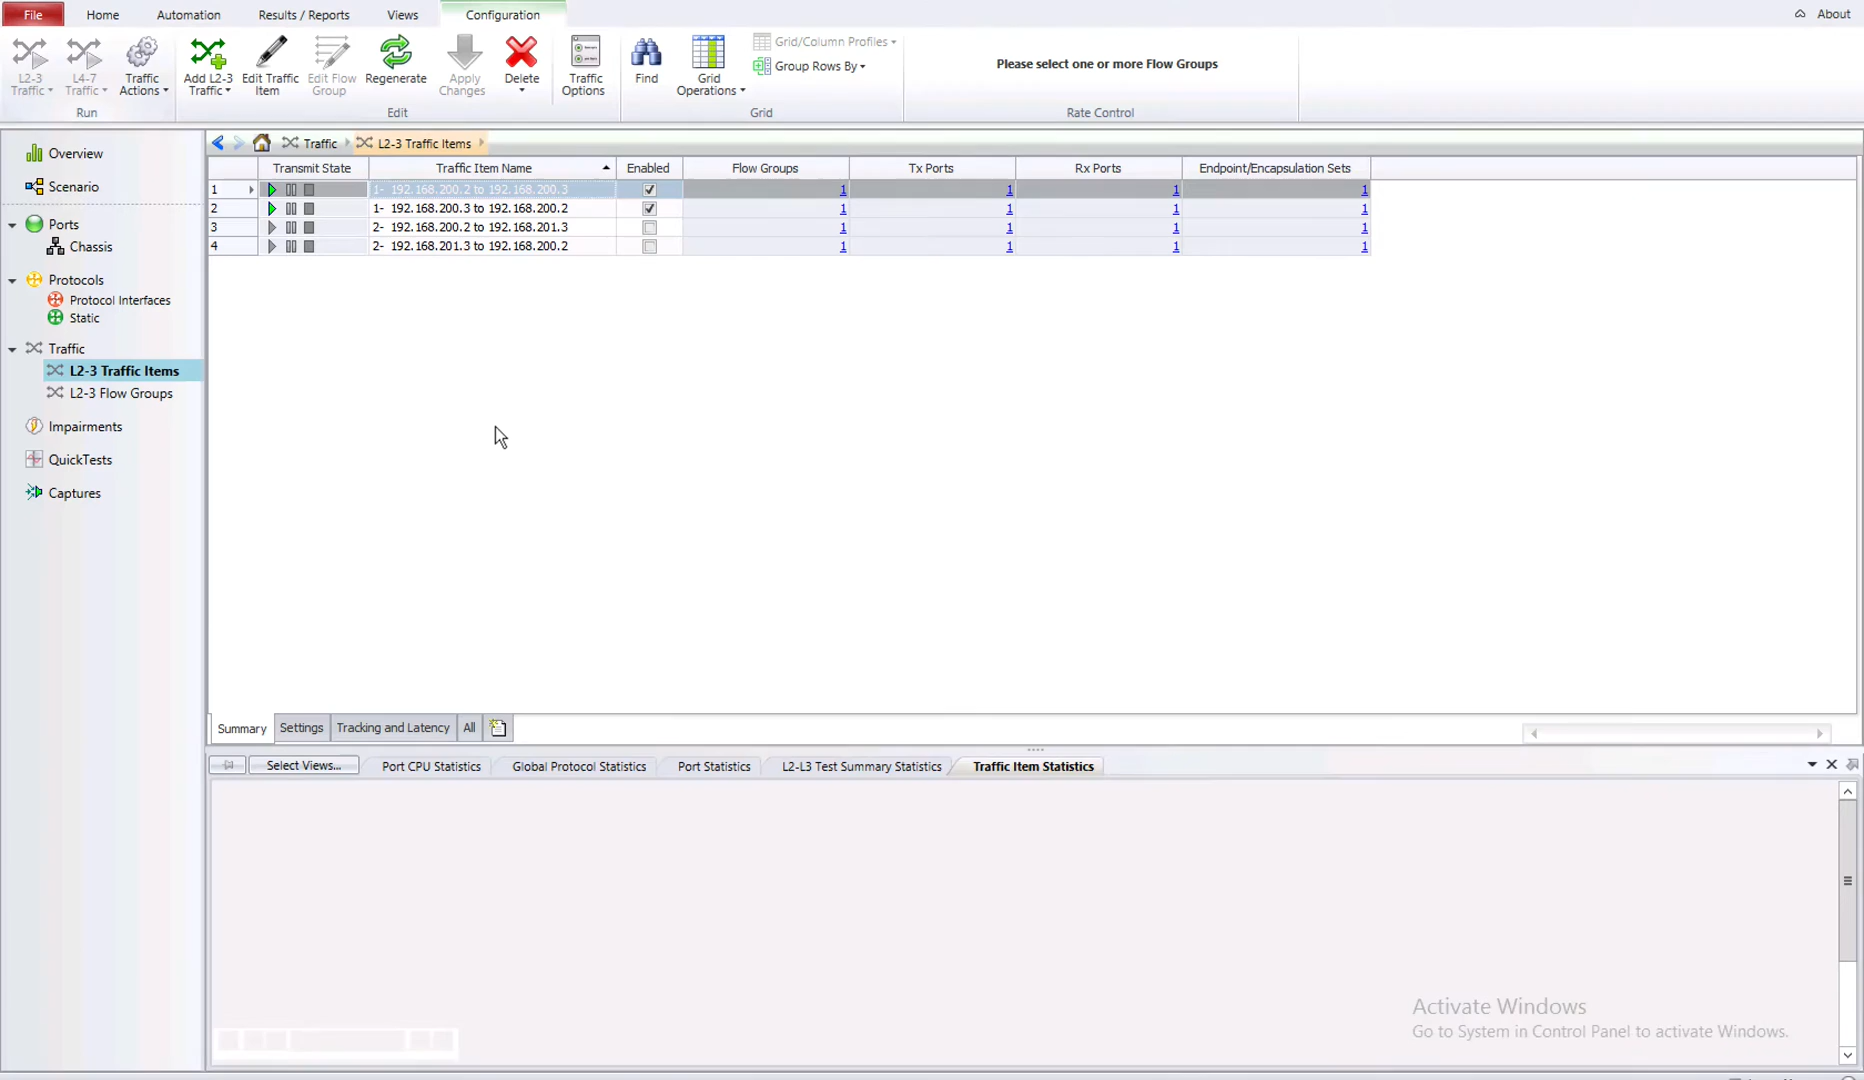 File Home Automation Results / Reports Views Configuration About
L2-3 Traffic L4-7 Traffic Traffic Actions Add L2-3 Traffic Edit Traffic Item Edit Flow Group Regenerate Apply Changes Delete Traffic Options Find Grid Operations Grid/Column Profiles
Group Rows By
Please select one or more Flow Groups
Run Edit Grid Rate Control
Overview
Scenario
Ports
Chassis
Protocols
Protocol Interfaces
Static
Traffic
L2-3 Traffic Items
L2-3 Flow Groups
Impairments
QuickTests
Captures
Traffic L2-3 Traffic Items
Transmit State Traffic Item Name Enabled Flow Groups Tx Ports Rx Ports Endpoint/Encapsulation Sets
1 1- 192.168.200.2 to 192.168.200.3 1 1 1 1
2 1- 192.168.200.3 to 192.168.200.2 1 1 1 1
3 2- 192.168.200.2 to 192.168.201.3 1 1 1 1
4 2- 192.168.201.3 to 192.168.200.2 1 1 1 1
Summary Settings Tracking and Latency All
Select Views... Port CPU Statistics Global Protocol Statistics Port Statistics L2-L3 Test Summary Statistics Traffic Item Statistics
Activate Windows
Go to System in Control Panel to activate Windows.